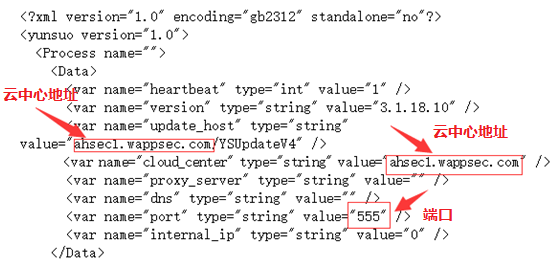 <?xml version="1.0" encoding="gb2312" standalone="no"?>
<yunsuo version="1.0">
<Process name="">
<Data>
云中心地址
<var name="heartbeat" type="int" value="1" />
<var name="version" type="string" value="3.1.18.10" />
<var name="update_host" type="string"
云中心地址
value="ahsec1.wappsec.com/YSUpdateV4" />
<var name="cloud_center" type="string" value="ahsec1.wappsec.com" />
<var name="proxy_server" type="string" value="" />
<var name="dns" type="string" value="" />
<var name="port" type="string" value="555" /> 端口
<var name="internal_ip" type="string" value="0" />
</Data>